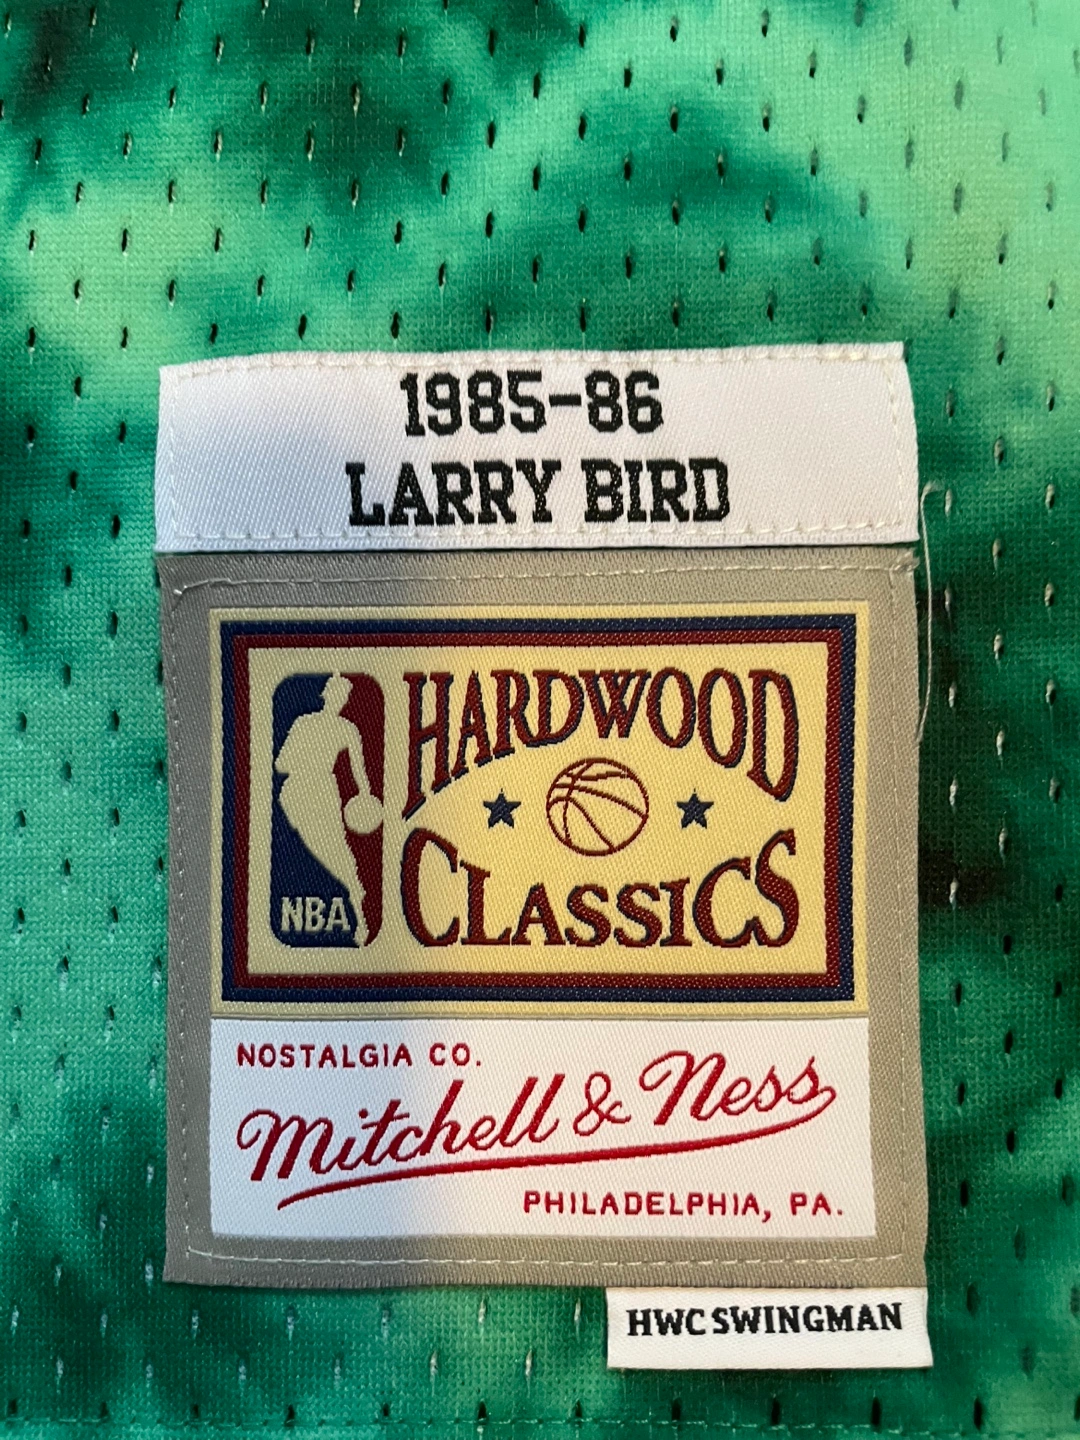 1985-86
LARRY BIRD
HARDWOOD
CLASSICS
NBA
NOSTALGIA CO.
Mitchell & Ness
PHILADELPHIA, PA.
HWC SWINGMAN